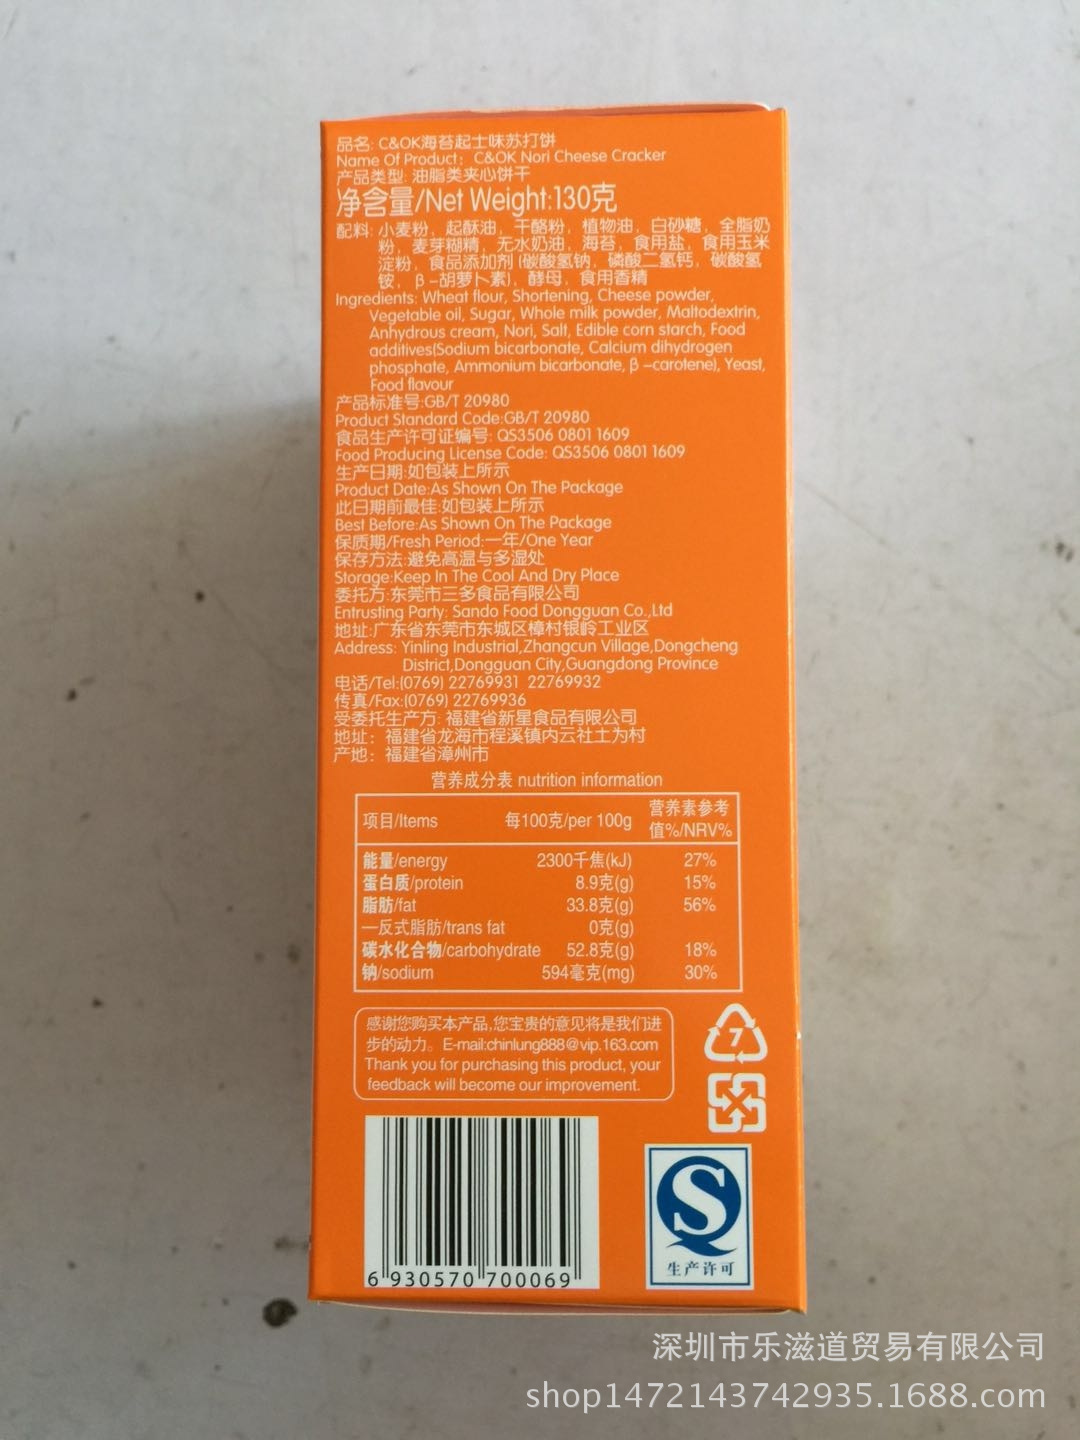 品名: C&OK海苔起士味苏打饼
Name Of Product: C&OK Nori Cheese Cracker
产品类型: 油脂类夹心饼干
净含量/Net Weight:130克
配料: 小麦粉，起酥油，干酪粉，植物油，白砂糖，全脂奶
粉，麦芽糊精，无水奶油，海苔，食用盐，食用玉米
淀粉，食品添加剂 (碳酸氢钠，磷酸二氢钙，碳酸氢
铵，β-胡萝卜素)，酵母，食用香精
Ingredients: Wheat flour, Shortening, Cheese powder,
Vegetable oil, Sugar, Whole milk powder, Maltodextrin,
Anhydrous cream, Nori, Salt, Edible corn starch, Food
additives(Sodium bicarbonate, Calcium dihydrogen
phosphate, Ammonium bicarbonate, β -carotene), Yeast,
Food flavour
产品标准号:GB/T 20980
Product Standard Code:GB/T 20980
食品生产许可证编号: QS3506 0801 1609
Food Producing License Code: QS3506 0801 1609
生产日期:如包装上所示
Product Date:As Shown On The Package
此日期前最佳:如包装上所示
Best Before:As Shown On The Package
保质期/Fresh Period:一年/One Year
保存方法:避免高温与多湿处
Storage:Keep In The Cool And Dry Place
委托方:东莞市三多食品有限公司
Entrusting Party: Sando Food Dongguan Co.,Ltd
地址:广东省东莞市东城区樟村银岭工业区
Address: Yinling Industrial,Zhangcun Village,Dongcheng
District,Dongguan City,Guangdong Province
电话/Tel:(0769) 22769931 22769932
传真/Fax:(0769) 22769936
受委托生产方: 福建省新星食品有限公司
地址: 福建省龙海市程溪镇内云社土为村
产地: 福建省漳州市
营养成分表 nutrition information
项目/Items 每100克/per 100g 营养素参考
值%/NRV%
能量/energy 2300千焦(kJ) 27%
蛋白质/protein 8.9克(g) 15%
脂肪/fat 33.8克(g) 56%
—反式脂肪/trans fat 0克(g)
碳水化合物/carbohydrate 52.8克(g) 18%
钠/sodium 594毫克(mg) 30%
感谢您购买本产品,您宝贵的意见将是我们进
步的动力。E-mail:chinlung888@vip.163.com
Thank you for purchasing this product, your
feedback will become our improvement.
7
生产许可
6 930570 700069
深圳市乐滋道贸易有限公司
shop1472143742935.1688.com